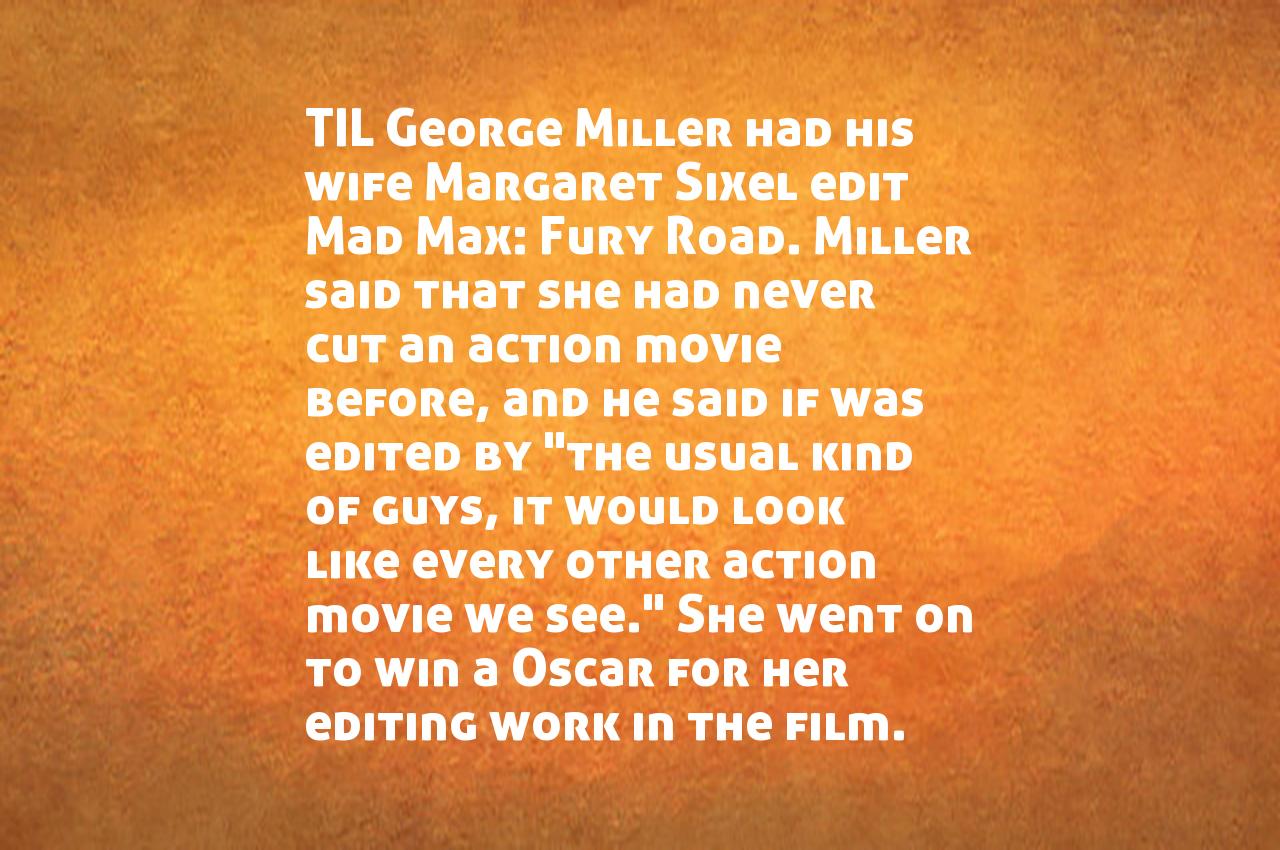 TIL George Miller had his
wife Margaret Sixel edit
Mad Max: Fury Road. Miller
said that she had never
cut an action movie
before, and he said if was
edited by "the usual kind
of guys, it would look
like every other action
movie we see." She went on
to win a Oscar for her
editing work in the film.